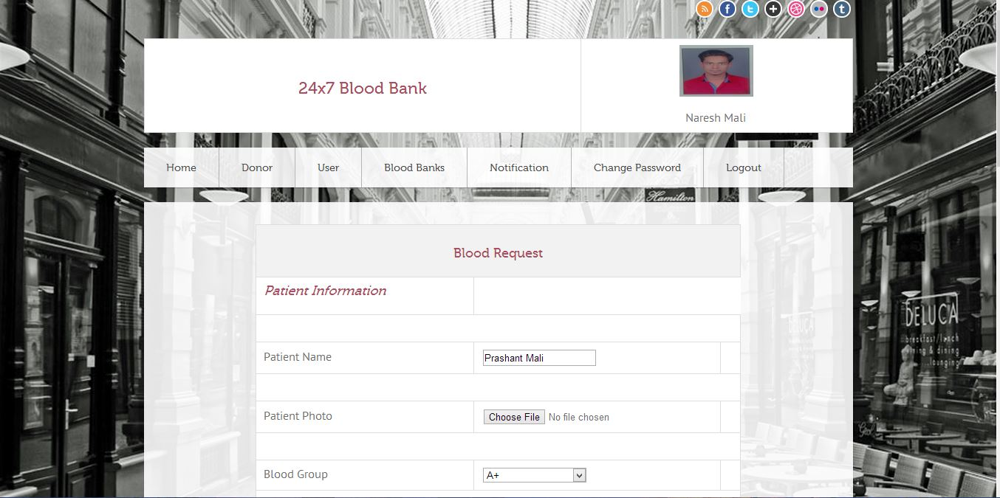 24x7 Blood Bank
Naresh Mali
Home Donor User Blood Banks Notification Change Password Logout
Hamilton
Blood Request
Patient Information
Patient Name Prashant Mali
Patient Photo Choose File No file chosen
Blood Group A+
DELUCA
breakfast/lunch
dining & dining
...lounging